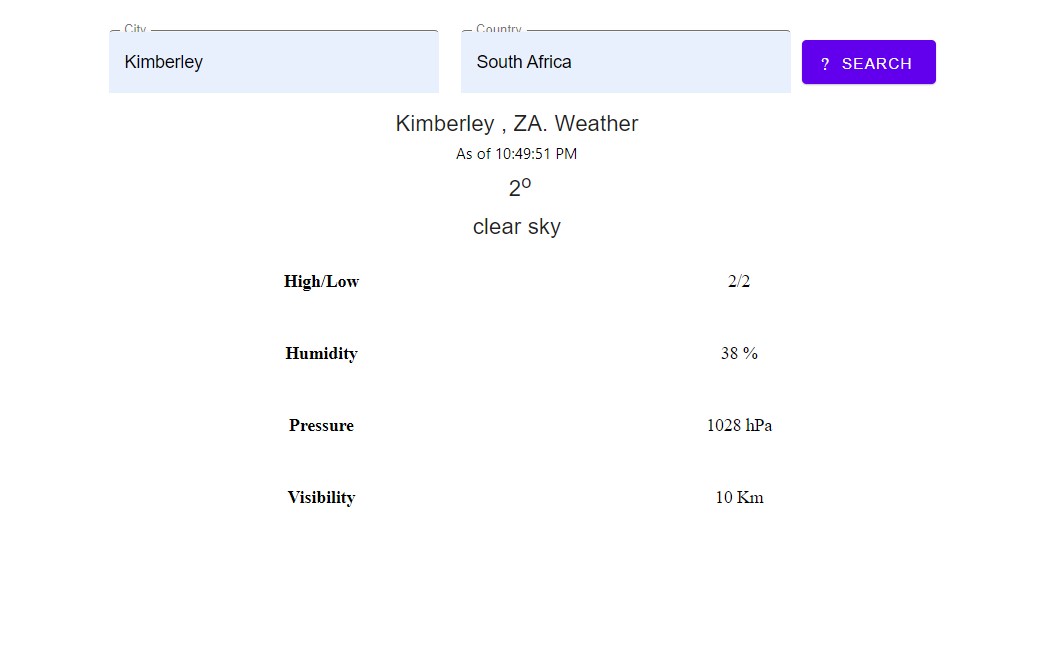 City Country
Kimberley South Africa ? SEARCH
Kimberley , ZA. Weather
As of 10:49:51 PM
2º
clear sky
High/Low 2/2
Humidity 38 %
Pressure 1028 hPa
Visibility 10 Km